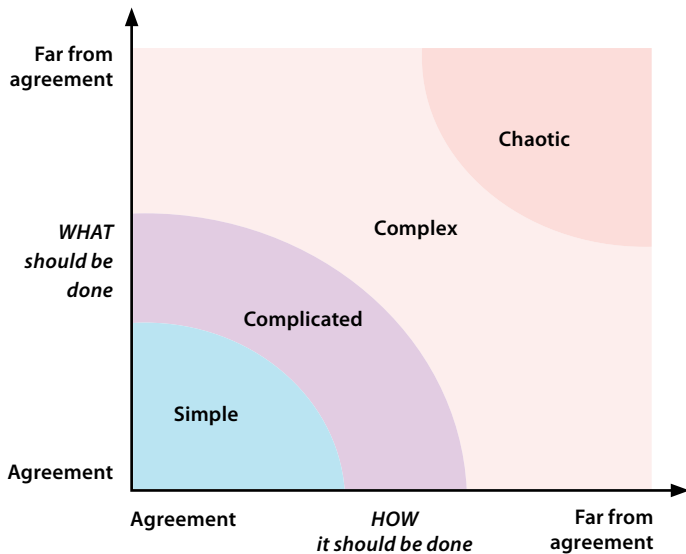 Far from
agreement
Chaotic
WHAT
should be
done
Complex
Complicated
Simple
Agreement
Agreement
HOW
it should be done
Far from
agreement